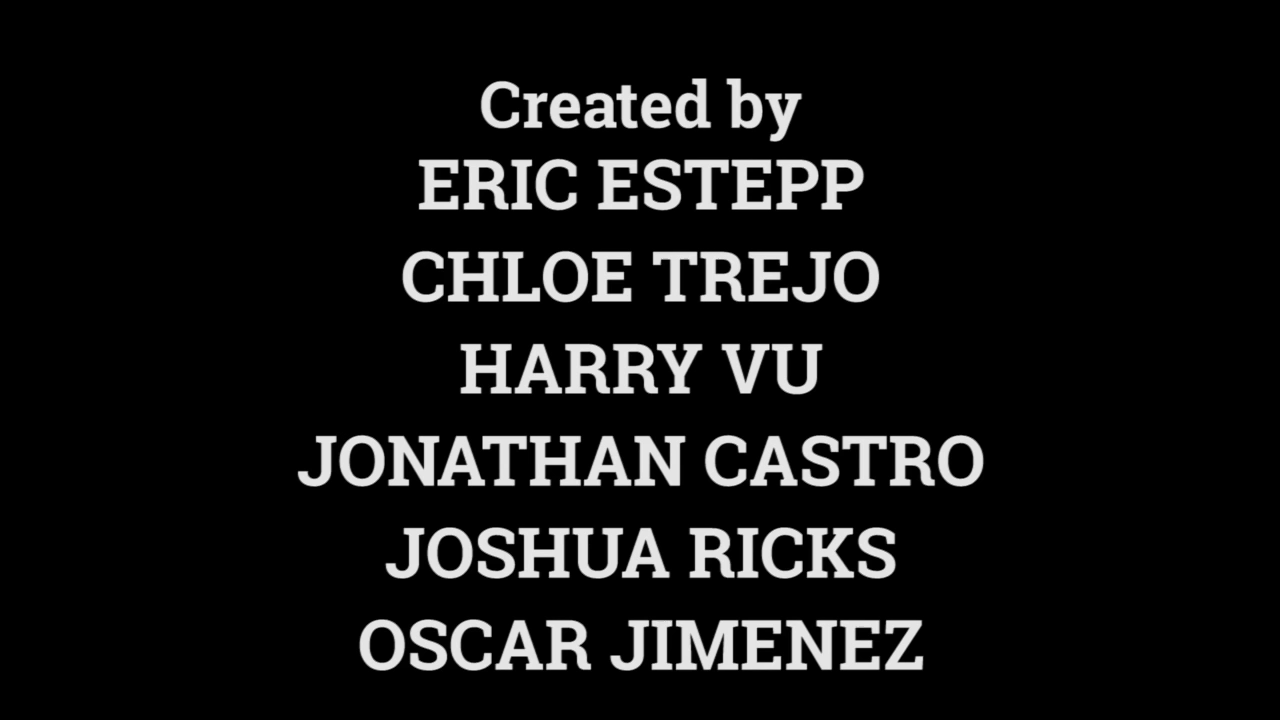 Created by
ERIC ESTEPP
CHLOE TREJO
HARRY VU
JONATHAN CASTRO
JOSHUA RICKS
OSCAR JIMENEZ